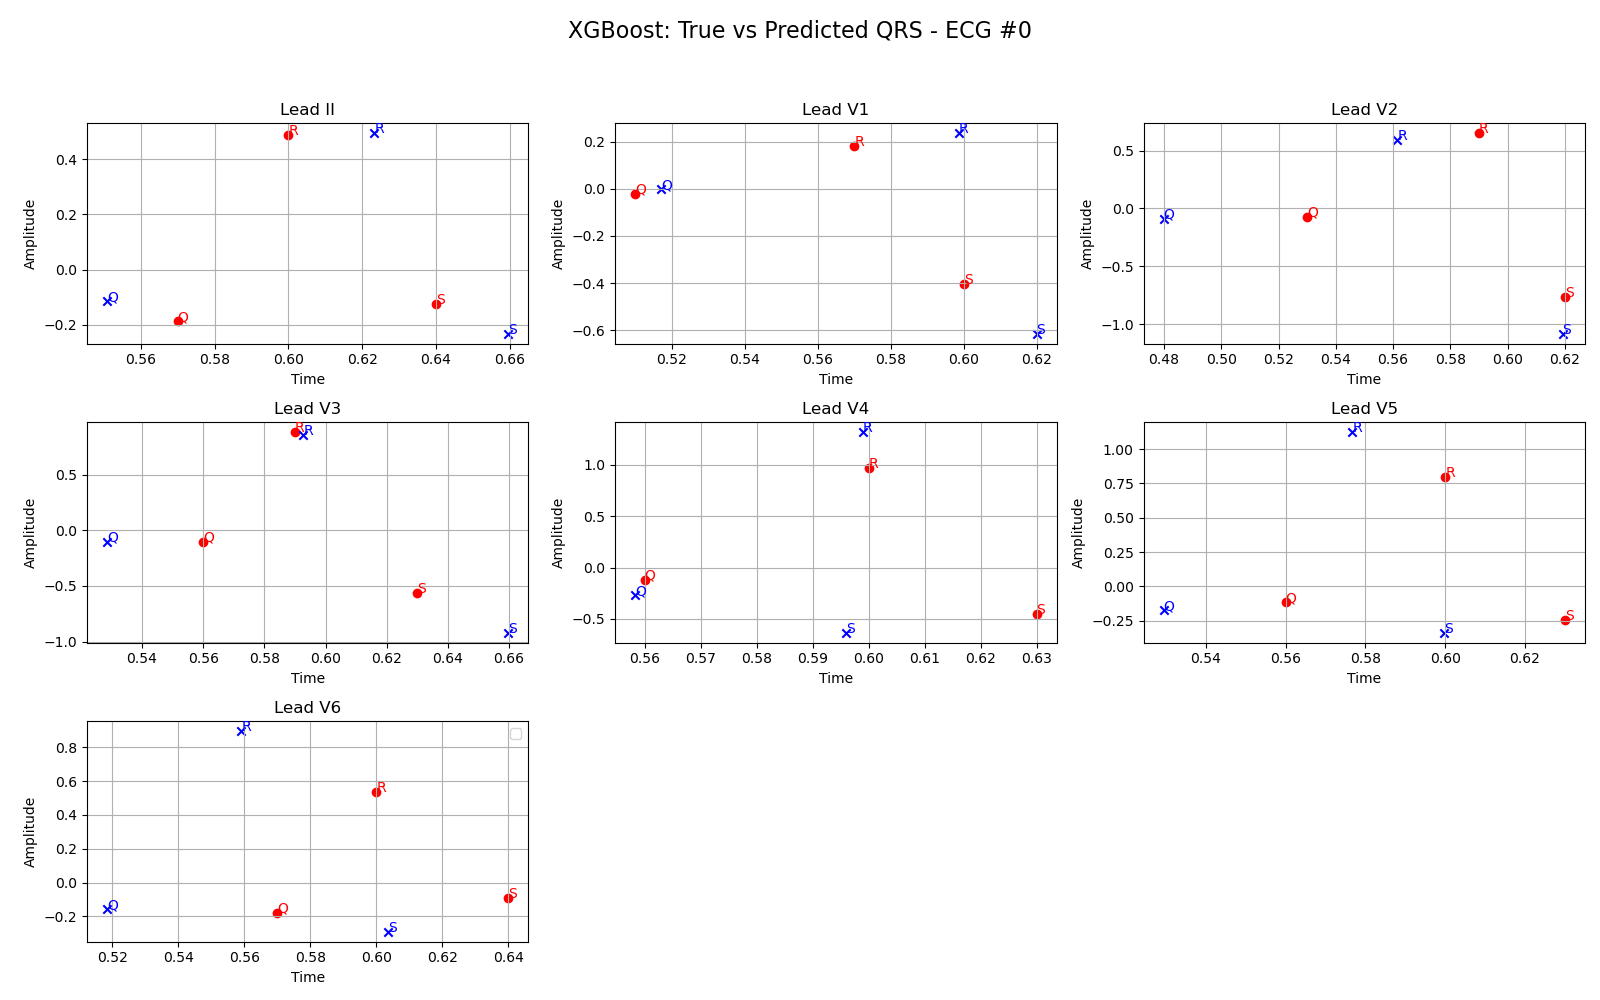 XGBoost: True vs Predicted QRS - ECG #0
Lead II
Amplitude
0.4
0.2
0.0
−0.2
R
R
Q
Q
S
S
0.56 0.58 0.60 0.62 0.64 0.66
Time
Lead V1
Amplitude
0.2
0.0
−0.2
−0.4
−0.6
R
R
Q
Q
S
S
0.52 0.54 0.56 0.58 0.60 0.62
Time
Lead V2
Amplitude
0.5
0.0
−0.5
−1.0
R
R
Q
Q
S
S
0.48 0.50 0.52 0.54 0.56 0.58 0.60 0.62
Time
Lead V3
Amplitude
0.5
0.0
−0.5
−1.0
R
R
Q
Q
S
S
0.54 0.56 0.58 0.60 0.62 0.64 0.66
Time
Lead V4
Amplitude
1.0
0.5
0.0
−0.5
R
R
Q
Q
S
S
0.56 0.57 0.58 0.59 0.60 0.61 0.62 0.63
Time
Lead V5
Amplitude
1.00
0.75
0.50
0.25
0.00
−0.25
R
R
Q
Q
S
S
0.54 0.56 0.58 0.60 0.62
Time
Lead V6
Amplitude
0.8
0.6
0.4
0.2
0.0
−0.2
R
R
Q
Q
S
S
0.52 0.54 0.56 0.58 0.60 0.62 0.64
Time